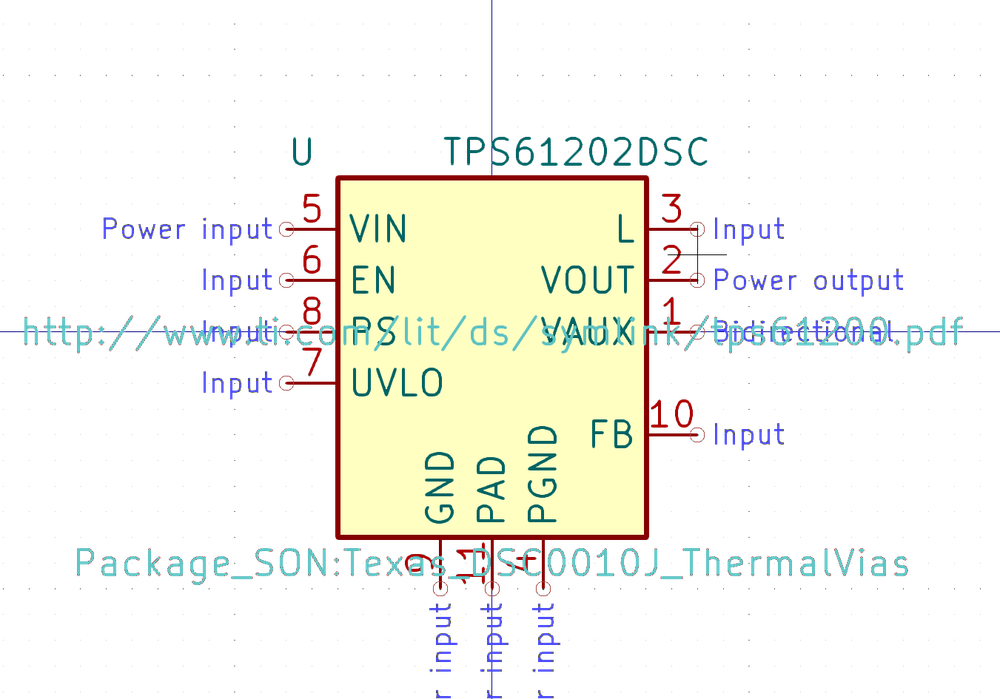 U TPS61202DSC
Power input 5 VIN L 3 Input
Input 6 EN VOUT 2 Power output
Input 8 PS VAUX 1 Bidirectional
http://www.ti.com/lit/ds/symlink/tps61200.pdf
Input 7 UVLO
FB 10 Input
GND PAD PGND
9 11 4
Package_SON:Texas_DSC0010J_ThermalVias
r input r input r input